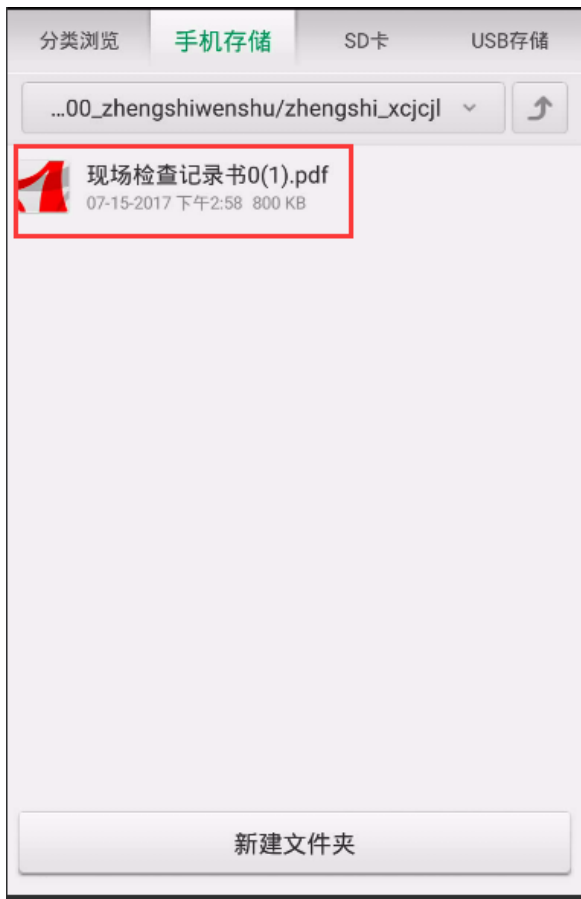 分类浏览 手机存储 SD卡 USB存储
...00_zhengshiwenshu/zhengshi_xcjcjl
现场检查记录书0(1).pdf
07-15-2017 下午2:58 800 KB
新建文件夹